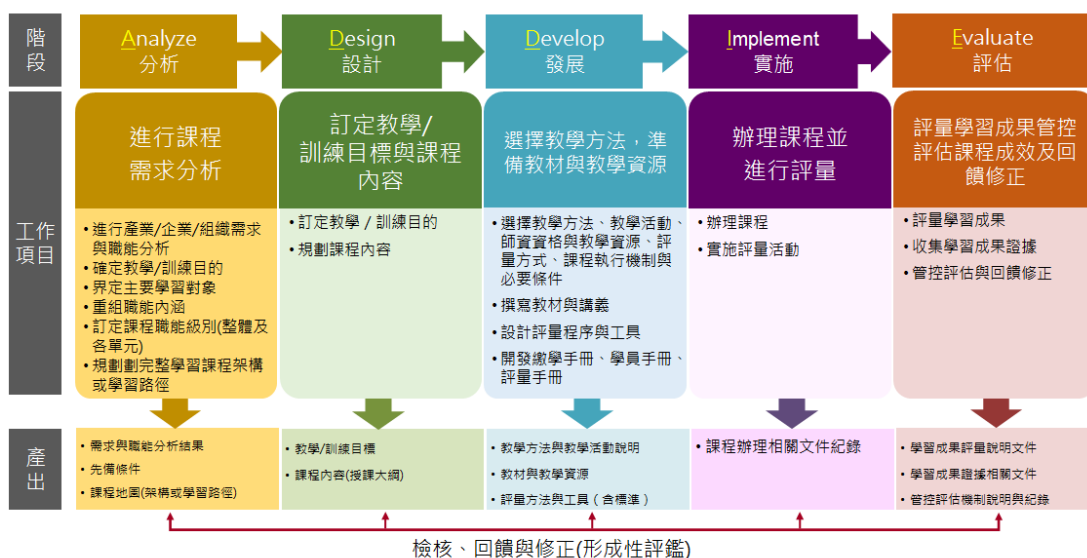 階段
Analyze
分析
Design
設計
Develop
發展
Implement
實施
Evaluate
評估
工作項目
進行課程
需求分析
• 進行產業/企業/組織需求
與職能分析
• 確定教學/訓練目的
• 界定主要學習對象
• 重組職能內涵
• 訂定課程職能級別(整體及
各單元)
• 規劃劃完整學習課程架構
或學習路徑
訂定教學/
訓練目標與課程
內容
• 訂定教學 / 訓練目的
• 規劃課程內容
選擇教學方法，準
備教材與教學資源
• 選擇教學方法、教學活動、
師資資格與教學資源、評
量方式、課程執行機制與
必要條件
• 撰寫教材與講義
• 設計評量程序與工具
• 開發繳學手冊、學員手冊、
評量手冊
辦理課程並
進行評量
• 辦理課程
• 實施評量活動
評量學習成果管控
評估課程成效及回
饋修正
• 評量學習成果
• 收集學習成果證據
• 管控評估與回饋修正
產出
• 需求與職能分析結果
• 先備條件
• 課程地圖(架構或學習路徑)
• 教學/訓練目標
• 課程內容(授課大綱)
• 教學方法與教學活動說明
• 教材與教學資源
• 評量方法與工具（含標準）
• 課程辦理相關文件紀錄
• 學習成果評量說明文件
• 學習成果證據相關文件
• 管控評估機制說明與紀錄
檢核、回饋與修正(形成性評鑑)